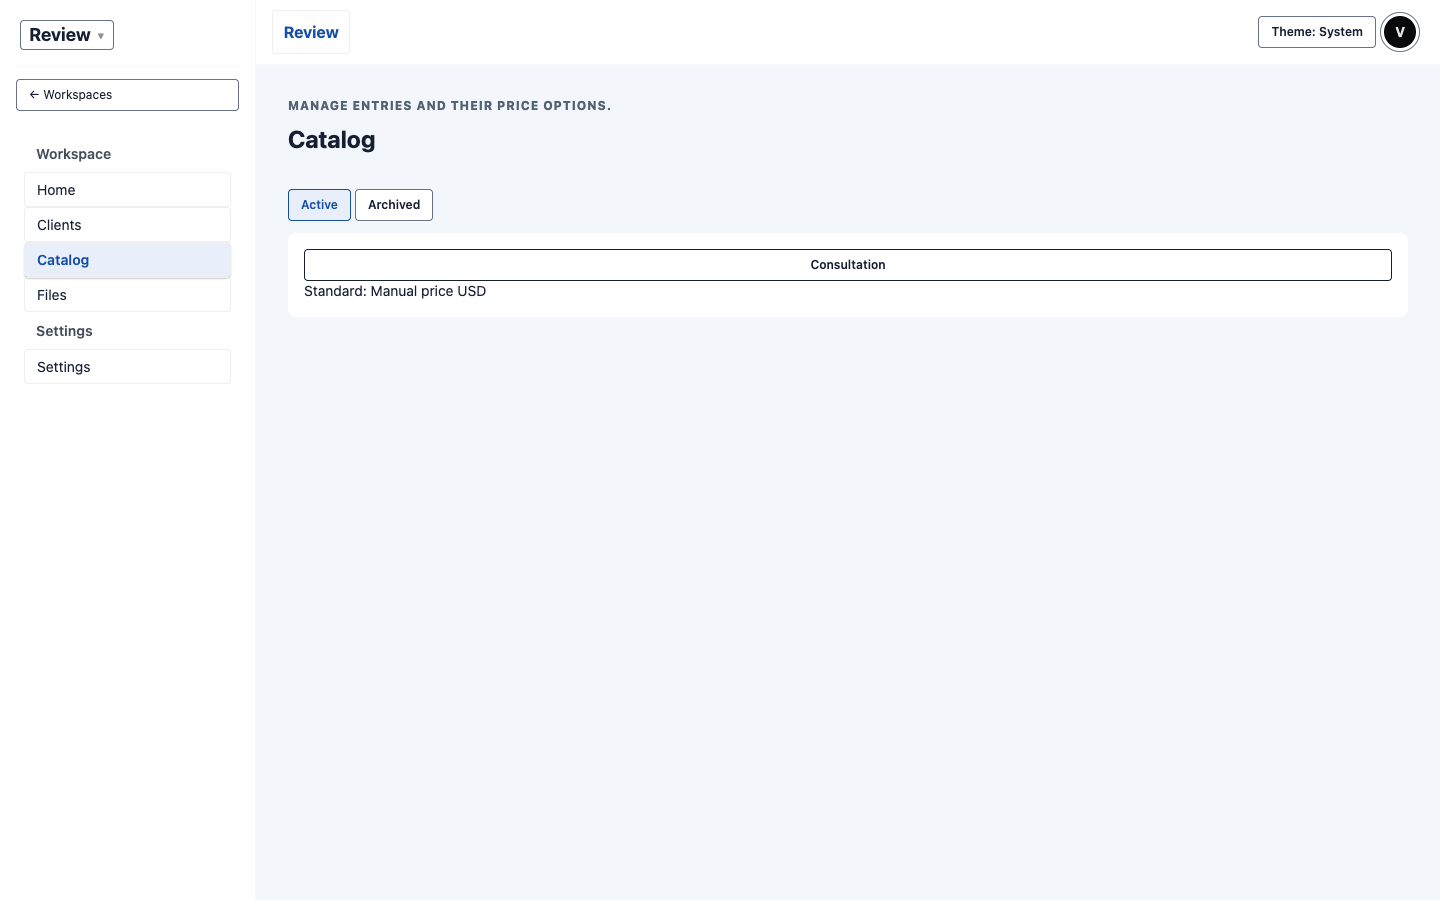 Review ▾
← Workspaces
Workspace
Home
Clients
Catalog
Files
Settings
Settings
Review
Theme: System
V
MANAGE ENTRIES AND THEIR PRICE OPTIONS.
Catalog
Active
Archived
Consultation
Standard: Manual price USD